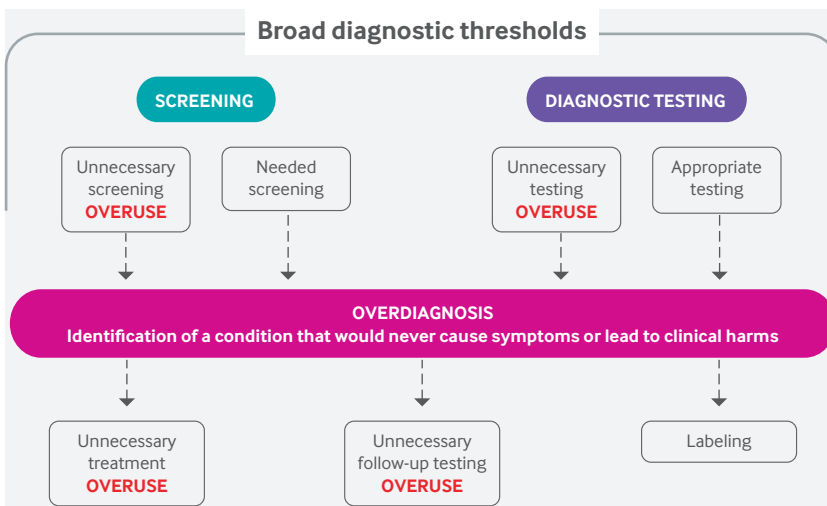 Broad diagnostic thresholds
SCREENING
DIAGNOSTIC TESTING
Unnecessary
screening
OVERUSE
Needed
screening
Unnecessary
testing
OVERUSE
Appropriate
testing
OVERDIAGNOSIS
Identification of a condition that would never cause symptoms or lead to clinical harms
Unnecessary
treatment
OVERUSE
Unnecessary
follow-up testing
OVERUSE
Labeling